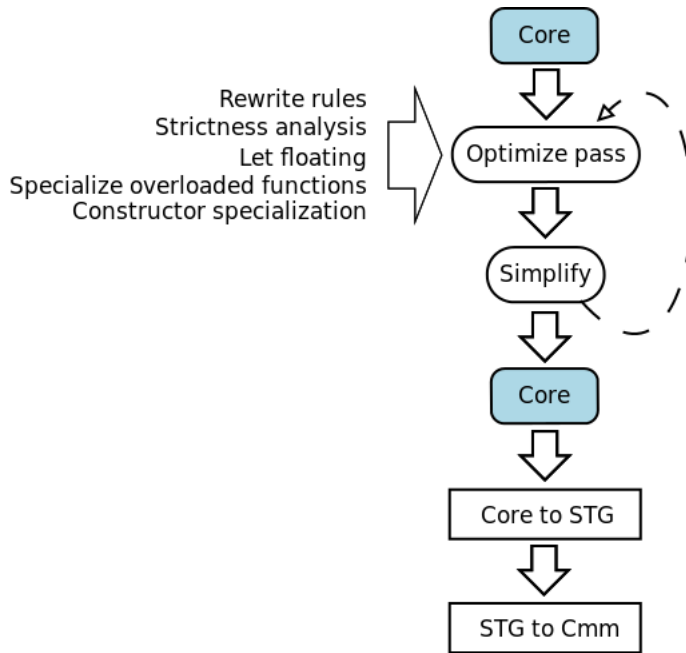 Core
Rewrite rules
Strictness analysis
Let floating
Specialize overloaded functions
Constructor specialization
Optimize pass
Simplify
Core
Core to STG
STG to Cmm